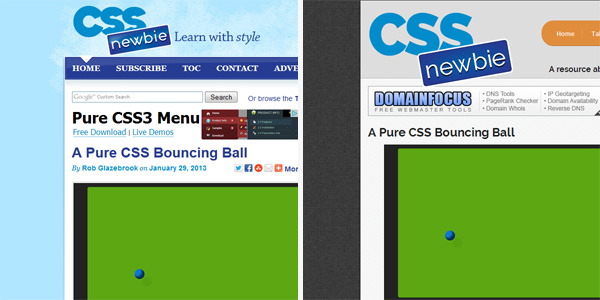 CSS
newbie
Learn with style
HOME SUBSCRIBE TOC CONTACT ADVE
Google Custom Search
Search
Or browse the T
Pure CSS3 Menu
Free Download | Live Demos
A Pure CSS Bouncing Ball
By Rob Glazebrook on January 29, 2013
Mor
CSS
newbie
Home
Tal
A resource ab
DOMAINFOCUS
FREE WEBMASTER TOOLS
• DNS Tools
• PageRank Checker
• Domain Whois
• IP Geotargeting
• Domain Availability
• Reverse DNS
A Pure CSS Bouncing Ball